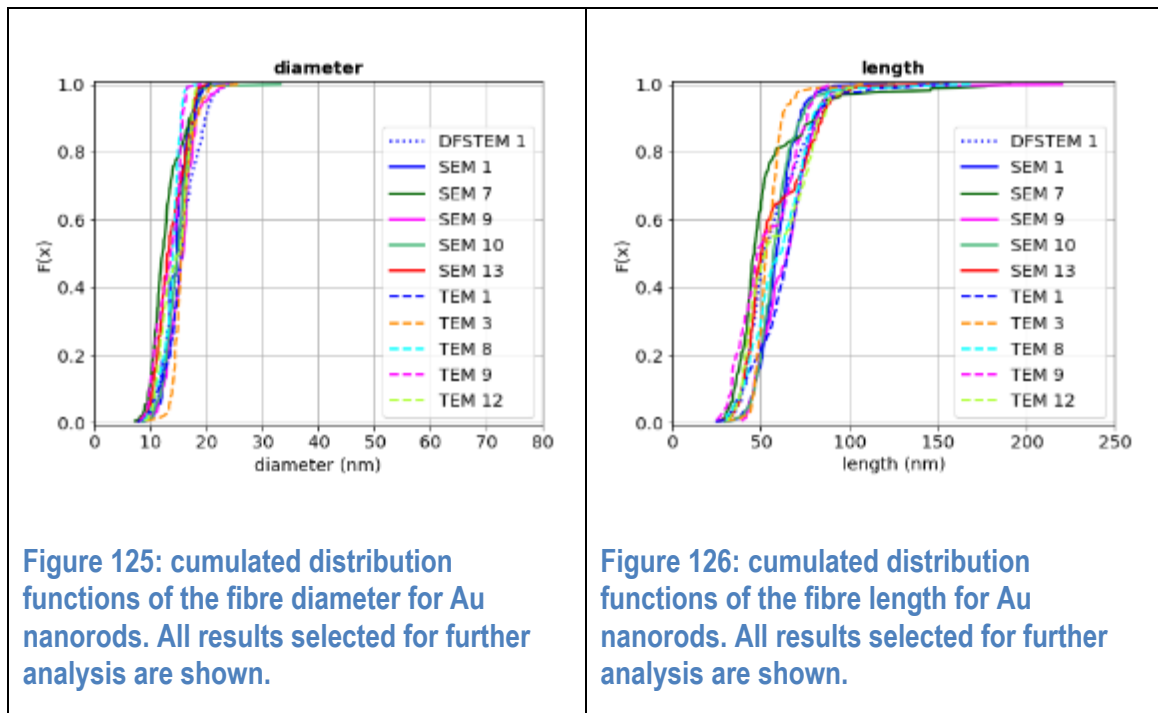 diameter
1.0
0.8
0.6
0.4
0.2
0.0
F(x)
DFSTEM 1
SEM 1
SEM 7
SEM 9
SEM 10
SEM 13
TEM 1
TEM 3
TEM 8
TEM 9
TEM 12
0 10 20 30 40 50 60 70 80
diameter (nm)
Figure 125: cumulated distribution
functions of the fibre diameter for Au
nanorods. All results selected for further
analysis are shown.
length
1.0
0.8
0.6
0.4
0.2
0.0
F(x)
DFSTEM 1
SEM 1
SEM 7
SEM 9
SEM 10
SEM 13
TEM 1
TEM 3
TEM 8
TEM 9
TEM 12
0 50 100 150 200 250
length (nm)
Figure 126: cumulated distribution
functions of the fibre length for Au
nanorods. All results selected for further
analysis are shown.